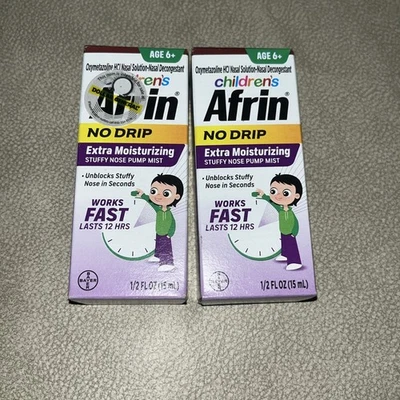 AGE 6+
Oxymetazoline HCl Nasal Solution-Nasal Decongestant
dren's
Afrin
NO DRIP
Extra Moisturizing
STUFFY NOSE PUMP MIST
• Unblocks Stuffy
Nose in Seconds
WORKS
FAST
LASTS 12 HRS
BAYER
1/2 FL OZ (15 mL)
AGE 6+
Oxymetazoline HCl Nasal Solution-Nasal Decongestant
children's
Afrin®
NO DRIP
Extra Moisturizing
STUFFY NOSE PUMP MIST
• Unblocks Stuffy
Nose in Seconds
WORKS
FAST
LASTS 12 HRS
BAYER
1/2 FL OZ (15 mL)